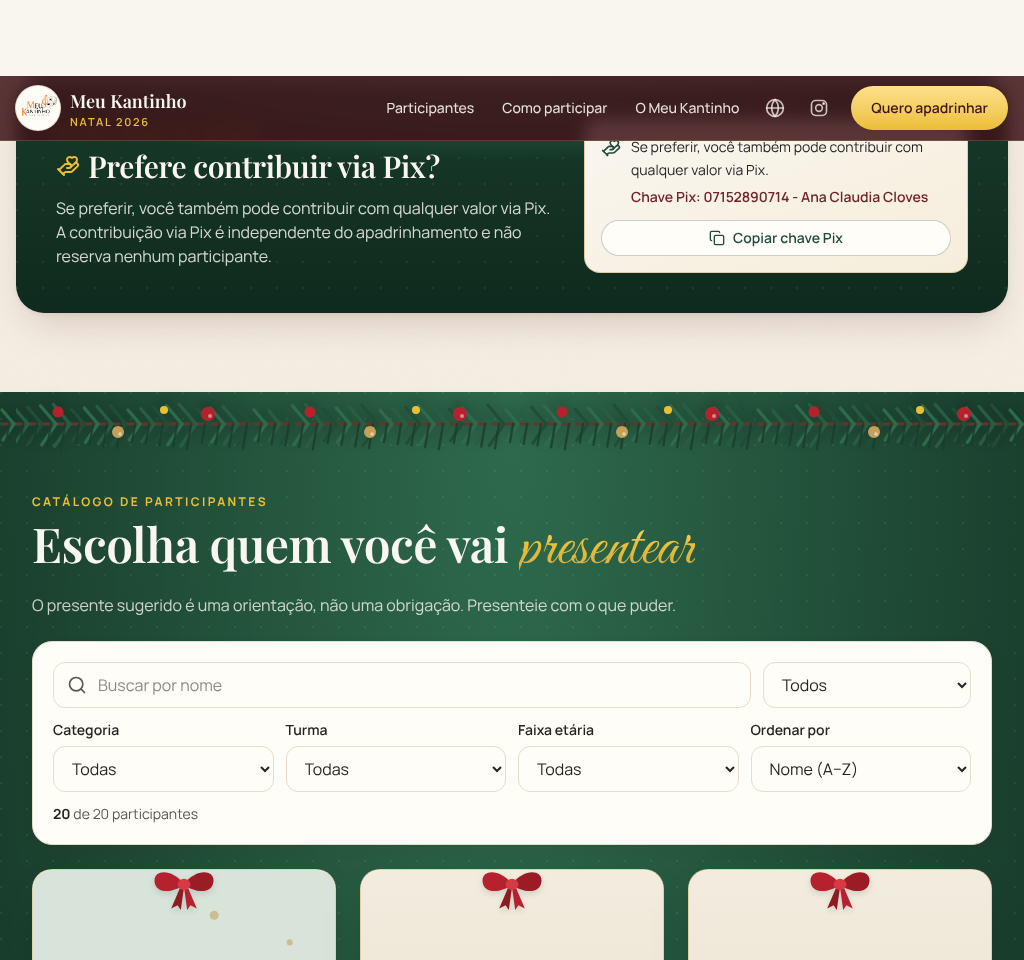 Meu Kantinho
NATAL 2026
Participantes
Como participar
O Meu Kantinho
Quero apadrinhar
Prefere contribuir via Pix?
Se preferir, você também pode contribuir com qualquer valor via Pix.
A contribuição via Pix é independente do apadrinhamento e não
reserva nenhum participante.
Se preferir, você também pode contribuir com
qualquer valor via Pix.
Chave Pix: 07152890714 - Ana Claudia Cloves
Copiar chave Pix
CATÁLOGO DE PARTICIPANTES
Escolha quem você vai presentear
O presente sugerido é uma orientação, não uma obrigação. Presenteie com o que puder.
Buscar por nome
Todos
Categoria
Turma
Faixa etária
Ordenar por
Todas
Todas
Todas
Nome (A–Z)
20 de 20 participantes